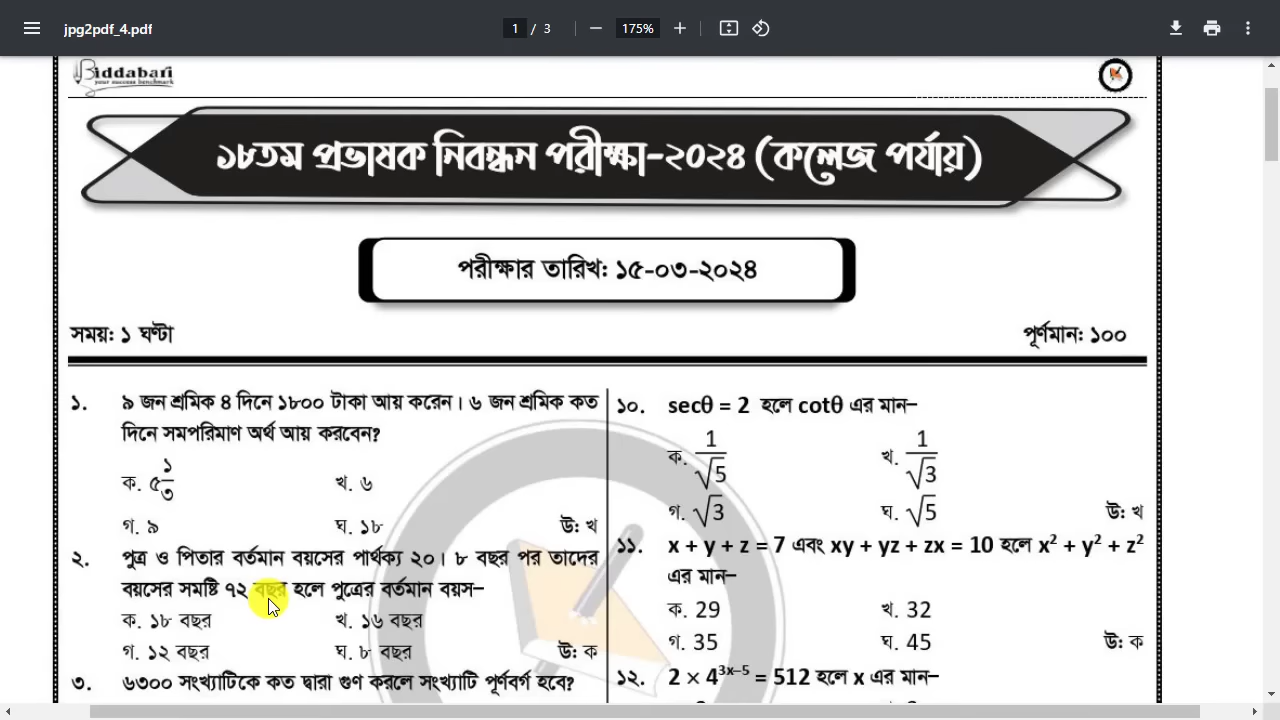 jpg2pdf_4.pdf
1 / 3
175%
Biddabari
your success benchmark
১৮তম প্রভাষক নিবন্ধন পরীক্ষা-২০২৪ (কলেজ পর্যায়)
পরীক্ষার তারিখ: ১৫-০৩-২০২৪
সময়: ১ ঘণ্টা
পূর্ণমান: ১০০
১. ৯ জন শ্রমিক ৪ দিনে ১৮০০ টাকা আয় করেন। ৬ জন শ্রমিক কত
দিনে সমপরিমাণ অর্থ আয় করবেন?
ক. ৫ ১/৩ খ. ৬
গ. ৯ ঘ. ১৮ উ: খ
২. পুত্র ও পিতার বর্তমান বয়সের পার্থক্য ২০। ৮ বছর পর তাদের
বয়সের সমষ্টি ৭২ বছর হলে পুত্রের বর্তমান বয়স–
ক. ১৮ বছর খ. ১৬ বছর
গ. ১২ বছর ঘ. ৮ বছর উ: ক
৩. ৬৩০০ সংখ্যাটিকে কত দ্বারা গুণ করলে সংখ্যাটি পূর্ণবর্গ হবে?
১০. secθ = 2 হলে cotθ এর মান–
ক. 1/√5 খ. 1/√3
গ. √3 ঘ. √5 উ: খ
১১. x + y + z = 7 এবং xy + yz + zx = 10 হলে x² + y² + z²
এর মান–
ক. 29 খ. 32
গ. 35 ঘ. 45 উ: ক
১২. 2 × 4³ˣ⁻⁵ = 512 হলে x এর মান–